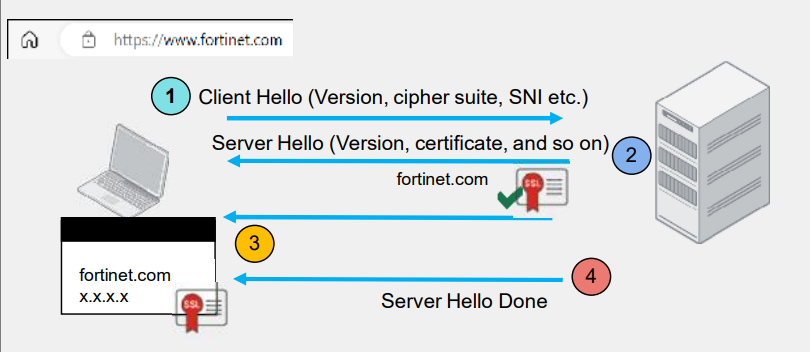 https://www.fortinet.com
1
Client Hello (Version, cipher suite, SNI etc.)
Server Hello (Version, certificate, and so on)
2
fortinet.com
SSL
3
fortinet.com
x.x.x.x
SSL
4
Server Hello Done